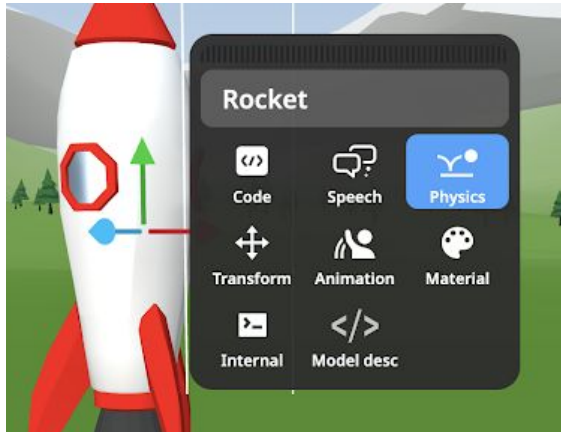 Rocket
Code Speech Physics
Transform Animation Material
Internal Model desc